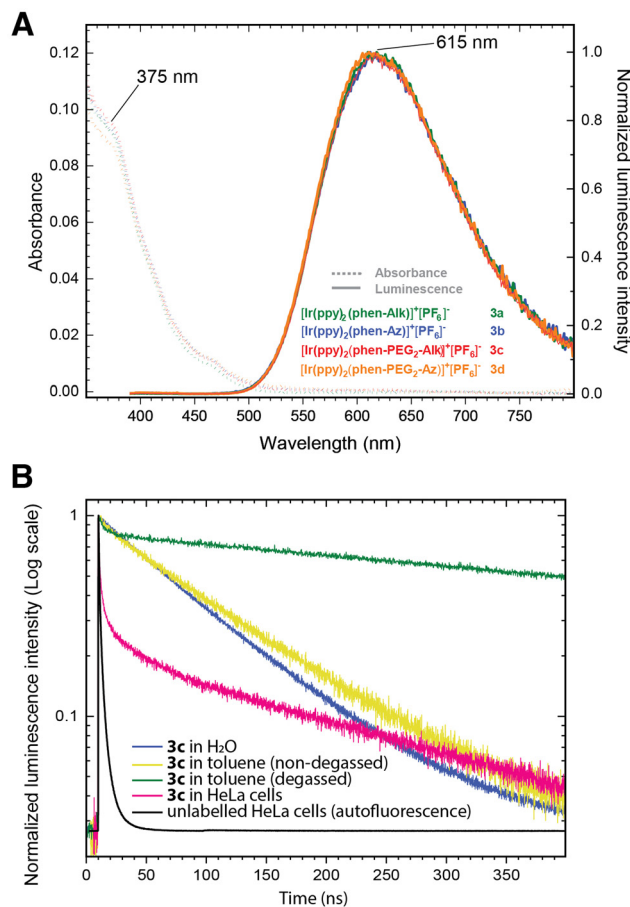 A
375 nm
615 nm
0.12
0.10
0.08
0.06
0.04
0.02
0.00
Absorbance
1.0
0.8
0.6
0.4
0.2
0.0
Normalized luminescence intensity
Absorbance
Luminescence
[Ir(ppy)₂(phen-Alk)]⁺[PF₆]⁻ 3a
[Ir(ppy)₂(phen-Az)]⁺[PF₆]⁻ 3b
[Ir(ppy)₂(phen-PEG₂-Alk)]⁺[PF₆]⁻ 3c
[Ir(ppy)₂(phen-PEG₂-Az)]⁺[PF₆]⁻ 3d
400 450 500 550 600 650 700 750
Wavelength (nm)
B
Normalized luminescence intensity (Log scale)
1
0.1
3c in H₂O
3c in toluene (non-degassed)
3c in toluene (degassed)
3c in HeLa cells
unlabelled HeLa cells (autofluorescence)
0 50 100 150 200 250 300 350
Time (ns)